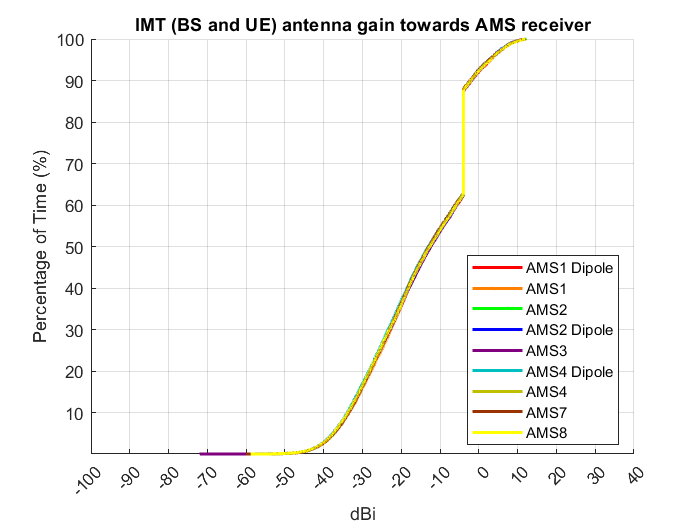 IMT (BS and UE) antenna gain towards AMS receiver
100
90
80
70
60
50
40
30
20
10
Percentage of Time (%)
AMS1 Dipole
AMS1
AMS2
AMS2 Dipole
AMS3
AMS4 Dipole
AMS4
AMS7
AMS8
-100
-90
-80
-70
-60
-50
-40
-30
-20
-10
0
10
20
30
40
dBi